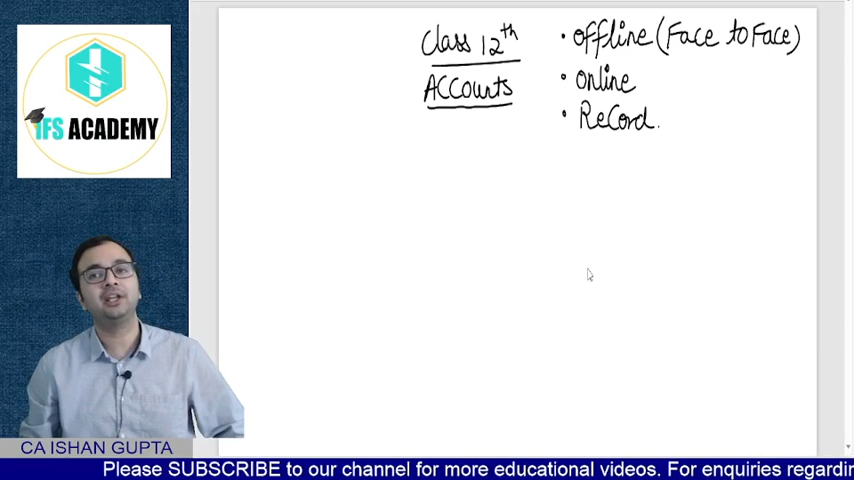 IFS ACADEMY
Class 12th
Accounts
• offline (Face to Face)
• online
• Record.
CA ISHAN GUPTA
Please SUBSCRIBE to our channel for more educational videos. For enquiries regardin